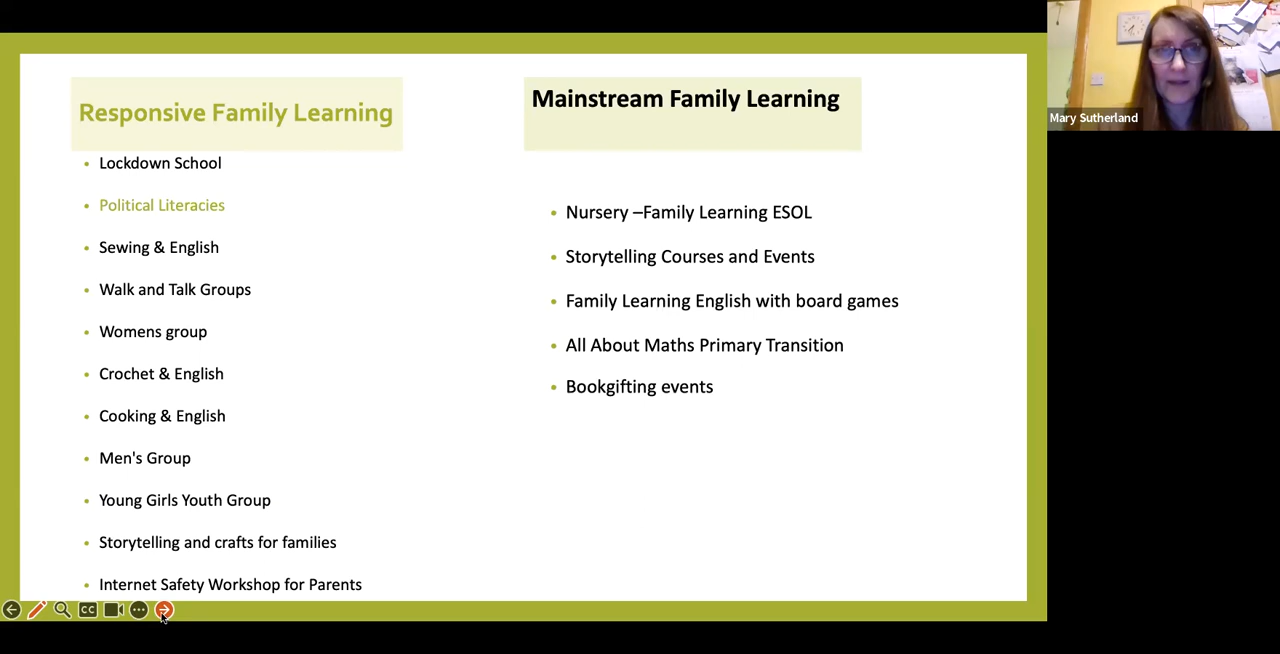 Responsive Family Learning
Lockdown School
Political Literacies
Sewing & English
Walk and Talk Groups
Womens group
Crochet & English
Cooking & English
Men's Group
Young Girls Youth Group
Storytelling and crafts for families
Internet Safety Workshop for Parents
Mainstream Family Learning
Nursery –Family Learning ESOL
Storytelling Courses and Events
Family Learning English with board games
All About Maths Primary Transition
Bookgifting events
CC
Mary Sutherland